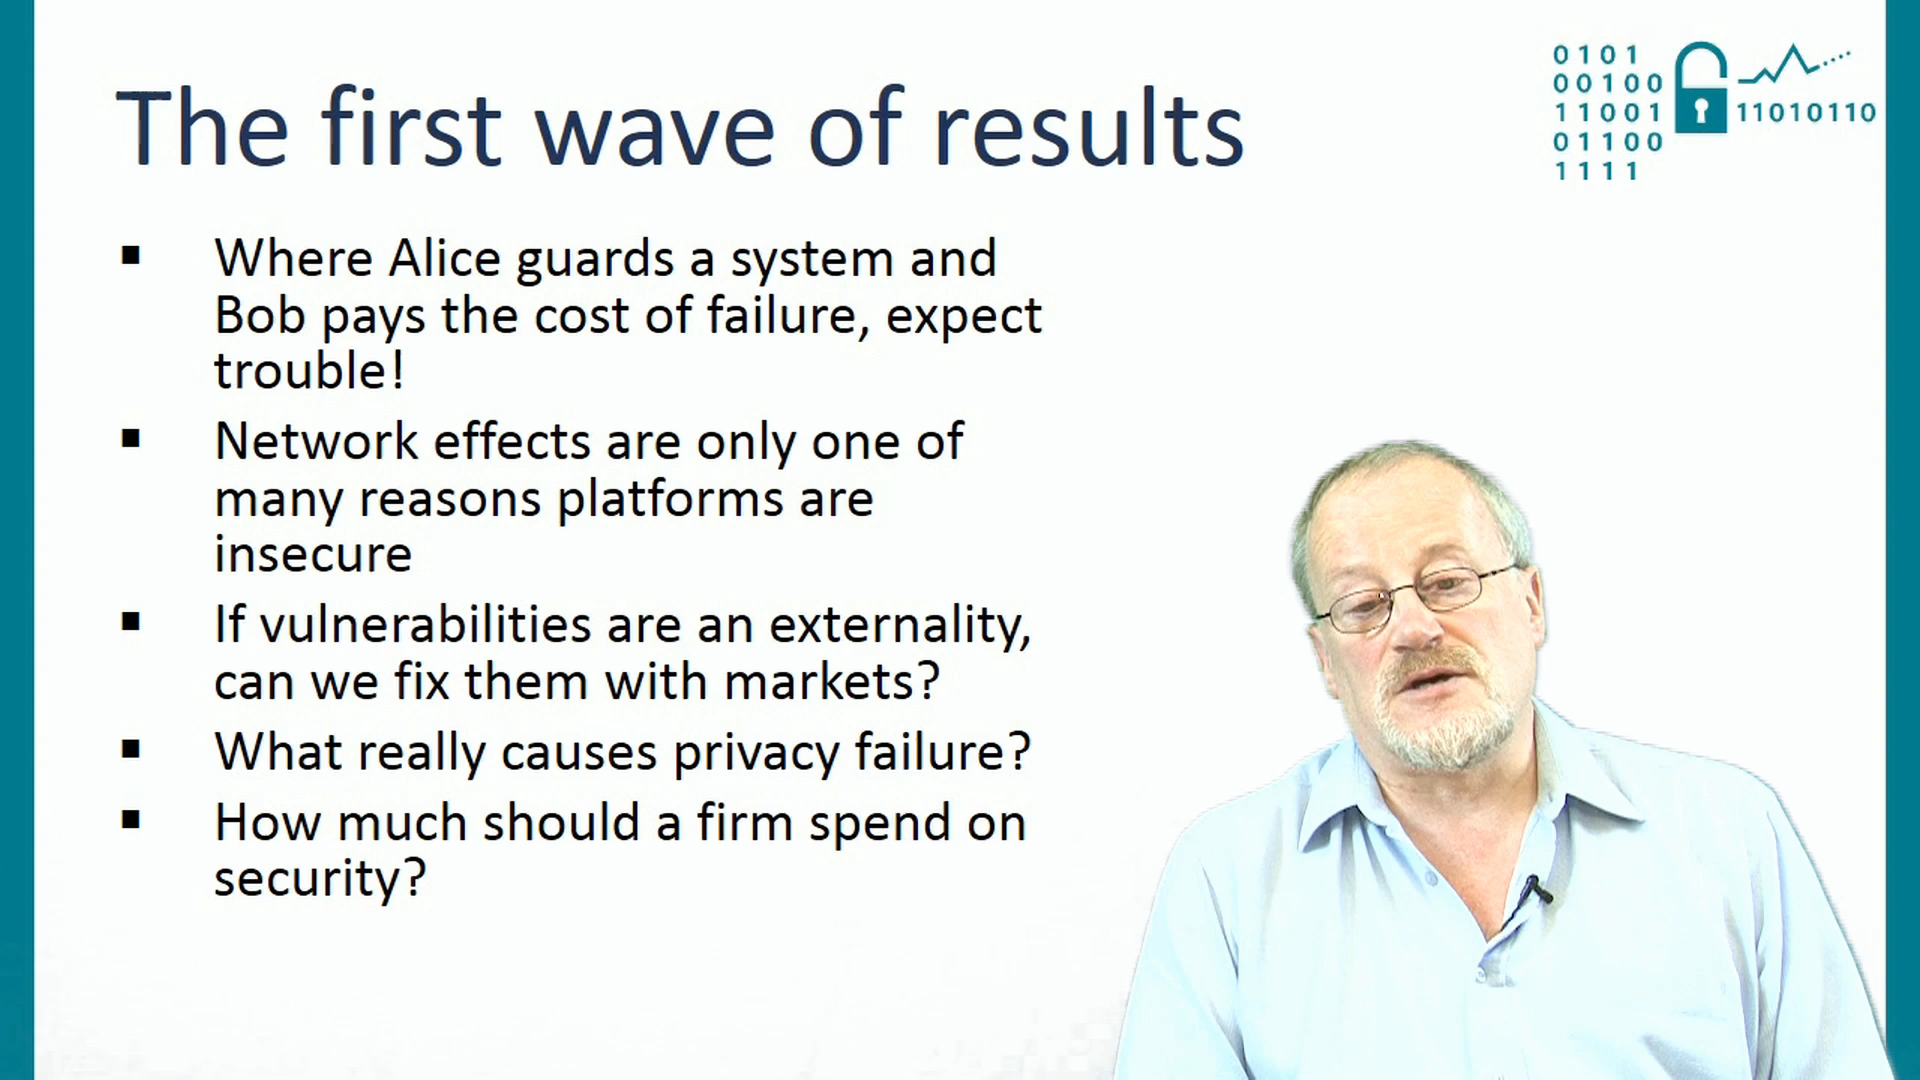 The first wave of results
0101
00100
11001
01100
1111
11010110
▪ Where Alice guards a system and
Bob pays the cost of failure, expect
trouble!
▪ Network effects are only one of
many reasons platforms are
insecure
▪ If vulnerabilities are an externality,
can we fix them with markets?
▪ What really causes privacy failure?
▪ How much should a firm spend on
security?